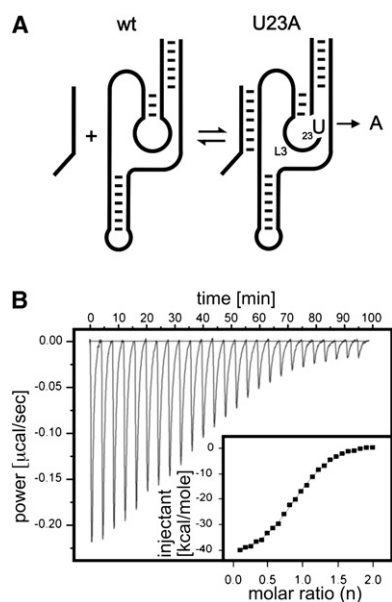 A
wt
U23A
+
23
U
A
L3
B
time [min]
0 10 20 30 40 50 60 70 80 90 100
0.00
-0.05
-0.10
-0.15
-0.20
power [µcal/sec]
injectant
[kcal/mole]
0
-10
-20
-30
-40
0.0 0.5 1.0 1.5 2.0
molar ratio (n)